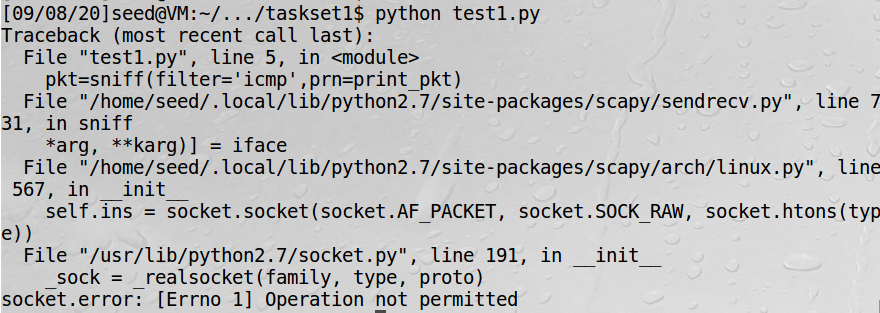 [09/08/20]seed@VM:~/.../taskset1$ python test1.py
Traceback (most recent call last):
  File "test1.py", line 5, in <module>
    pkt=sniff(filter='icmp',prn=print_pkt)
  File "/home/seed/.local/lib/python2.7/site-packages/scapy/sendrecv.py", line 7
31, in sniff
    *arg, **karg)] = iface
  File "/home/seed/.local/lib/python2.7/site-packages/scapy/arch/linux.py", line
 567, in __init__
    self.ins = socket.socket(socket.AF_PACKET, socket.SOCK_RAW, socket.htons(typ
e))
  File "/usr/lib/python2.7/socket.py", line 191, in __init__
    _sock = _realsocket(family, type, proto)
socket.error: [Errno 1] Operation not permitted